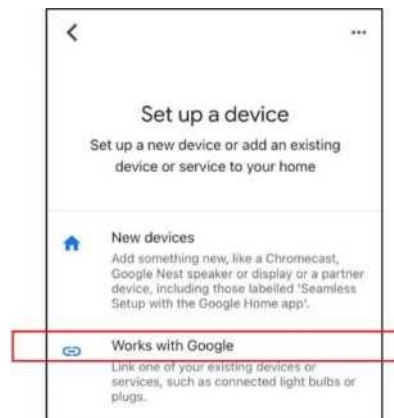 Set up a device
Set up a new device or add an existing
device or service to your home
New devices
Add something new, like a Chromecast,
Google Nest speaker or display or a partner
device, including those labelled 'Seamless
Setup with the Google Home app'.
Works with Google
Link one of your existing devices or
services, such as connected light bulbs or
plugs.